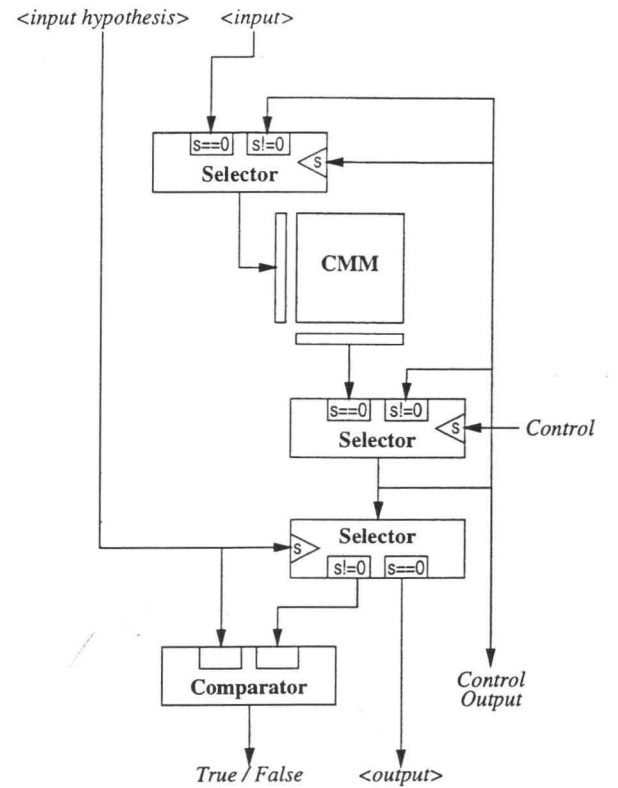 <input hypothesis> <input>
s==0 s!=0
s
Selector
CMM
s==0 s!=0
s
Control
Selector
Selector
s
s!=0 s==0
Comparator
Control
Output
True / False <output>